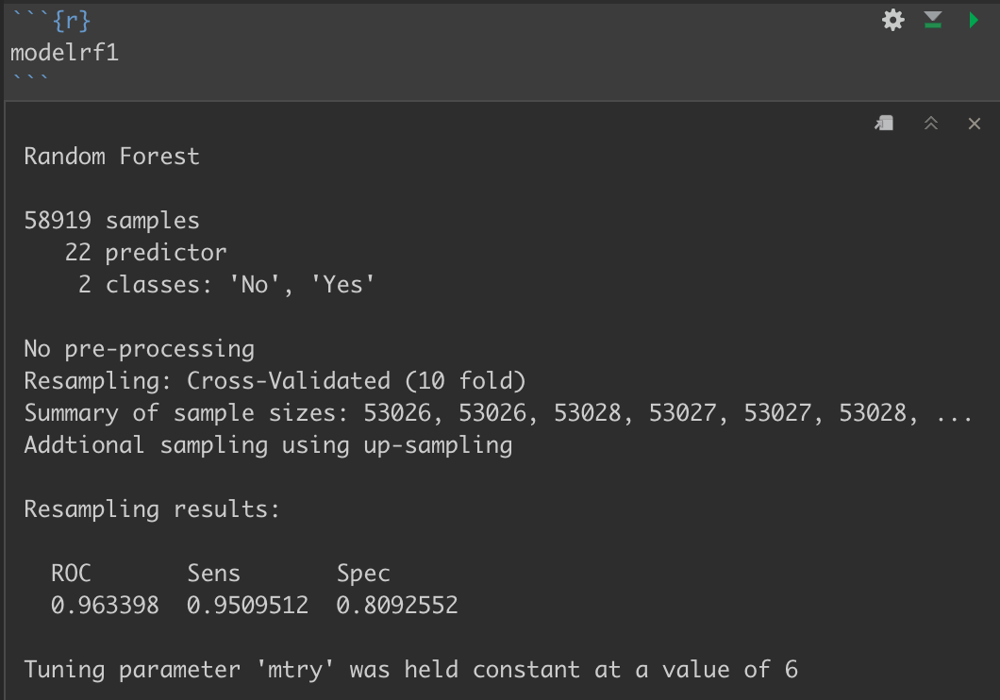 ```{r}
modelrf1
```
Random Forest
58919 samples
22 predictor
2 classes: 'No', 'Yes'
No pre-processing
Resampling: Cross-Validated (10 fold)
Summary of sample sizes: 53026, 53026, 53028, 53027, 53027, 53028, ...
Addtional sampling using up-sampling
Resampling results:
ROC Sens Spec
0.963398 0.9509512 0.8092552
Tuning parameter 'mtry' was held constant at a value of 6